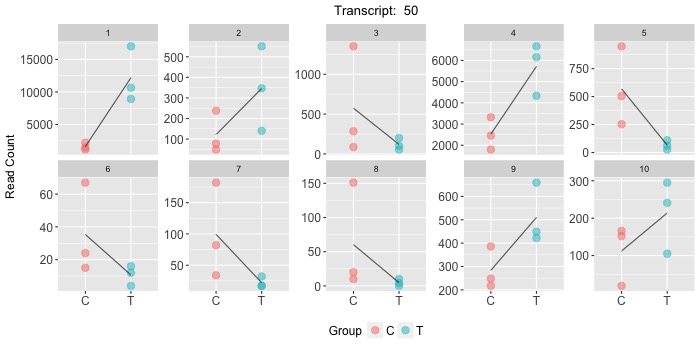 Transcript: 50
1 2 3 4 5
15000 10000 5000
500 400 300 200 100
1000 500 0
6000 5000 4000 3000 2000
750 500 250 0
Read Count
6 7 8 9 10
60 40 20
150 100 50
150 100 50 0
600 500 400 300 200
300 200 100
C T C T C T C T C T
Group C T